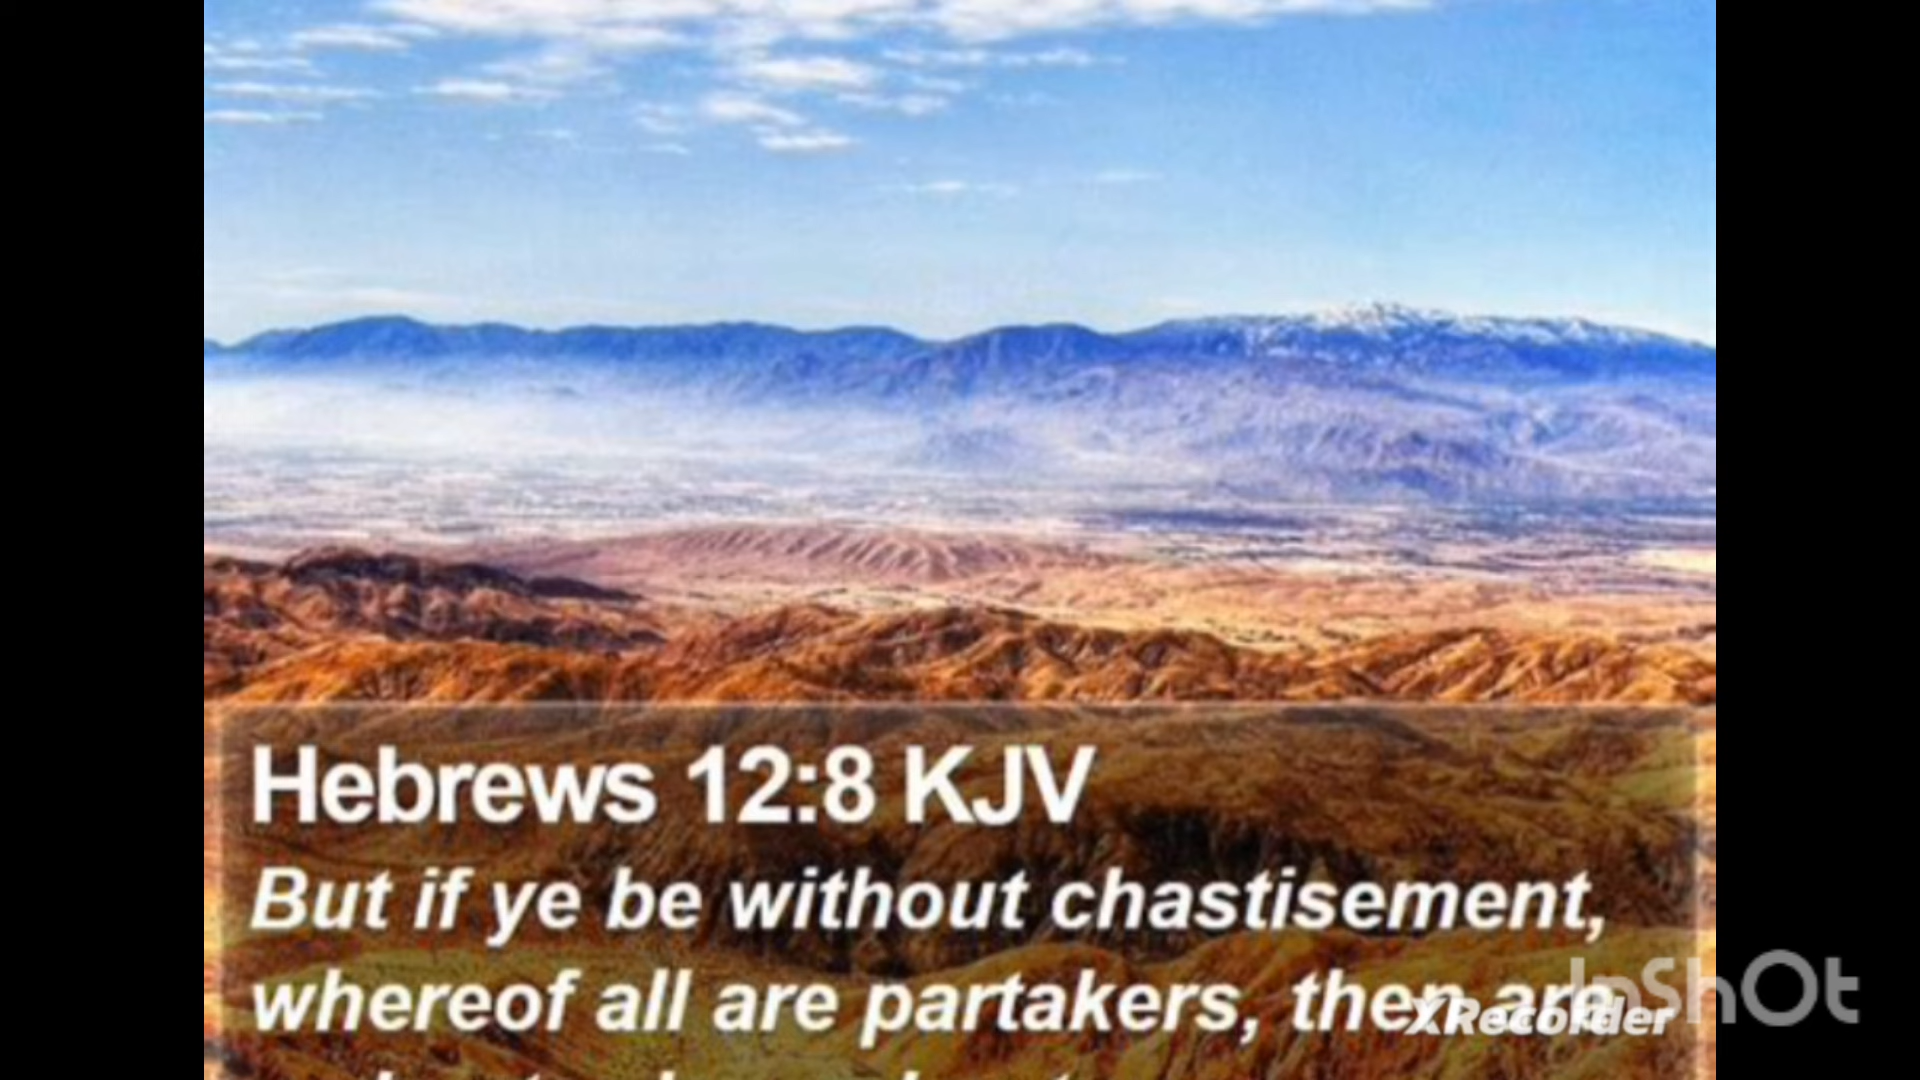 Hebrews 12:8 KJV
But if ye be without chastisement,
whereof all are partakers, then are
InShOt
XRecorder